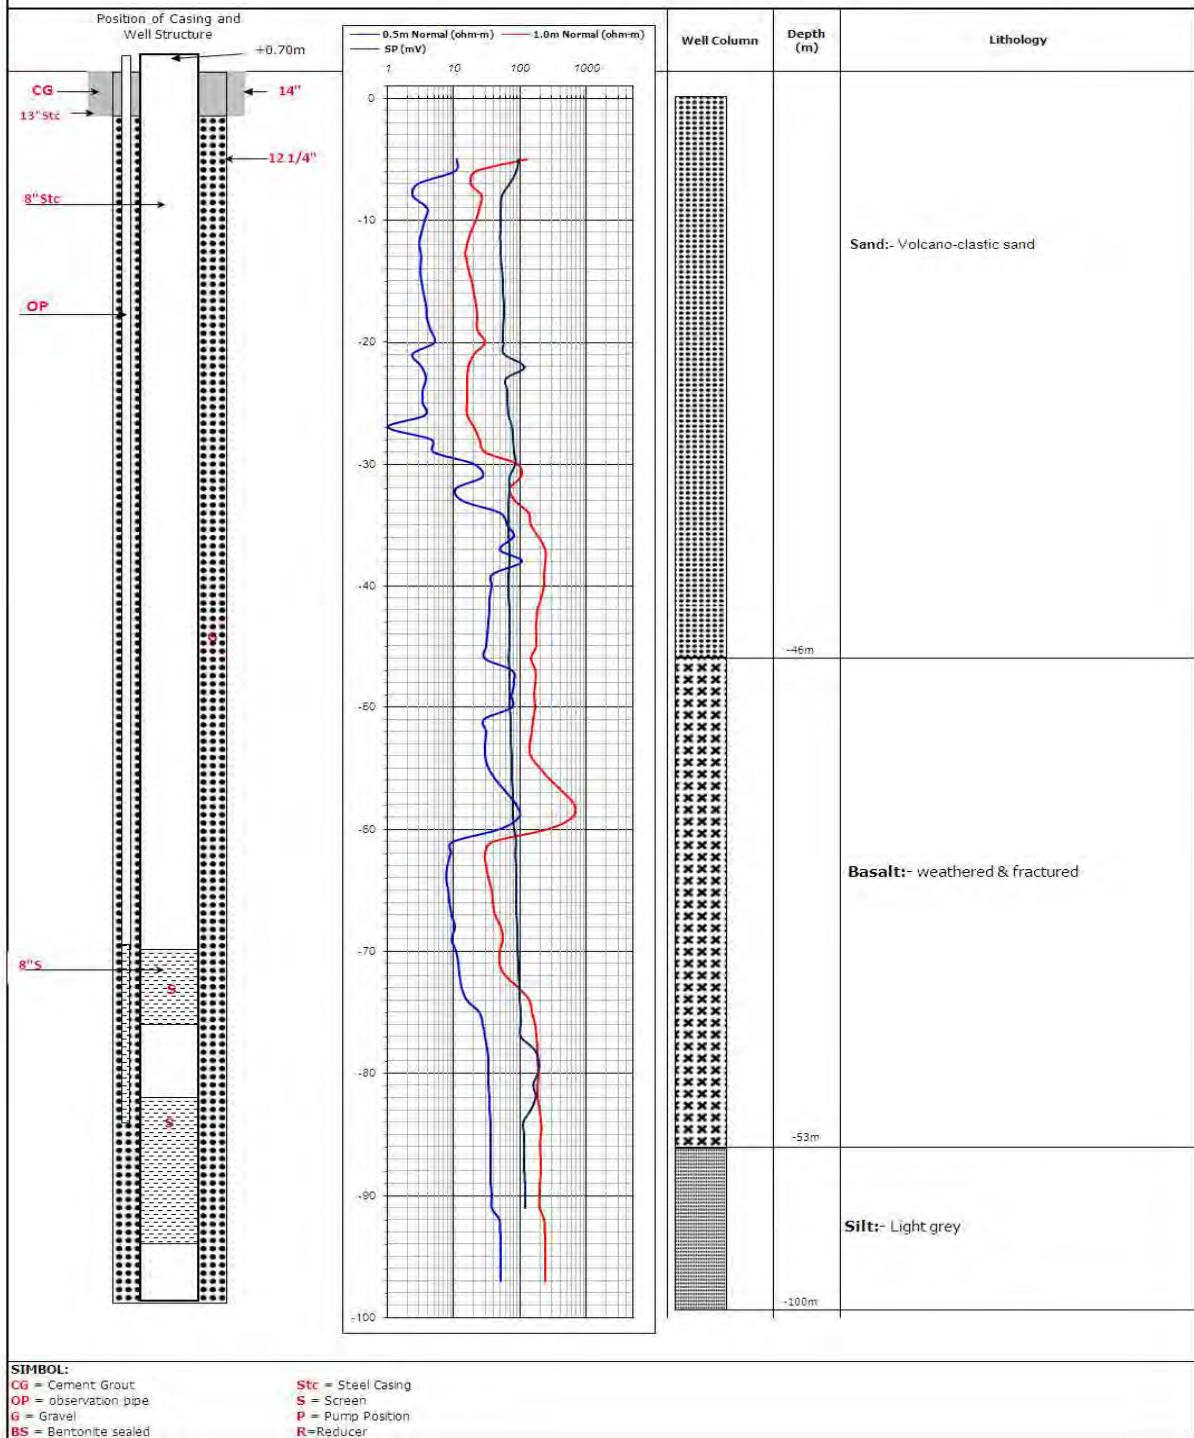 Position of Casing and
Well Structure
+0.70m
CG
14"
13"Stc
12 1/4"
8"Stc
OP
G
8"S
S
S
0.5m Normal (ohm-m)
1.0m Normal (ohm-m)
SP (mV)
1 10 100 1000
0
-10
-20
-30
-40
-50
-60
-70
-80
-90
-100
Well Column
Depth
(m)
Lithology
Sand:- Volcano-clastic sand
-46m
Basalt:- weathered & fractured
-53m
Silt:- Light grey
-100m
SIMBOL:
CG = Cement Grout
OP = observation pipe
G = Gravel
BS = Bentonite sealed
Stc = Steel Casing
S = Screen
P = Pump Position
R=Reducer